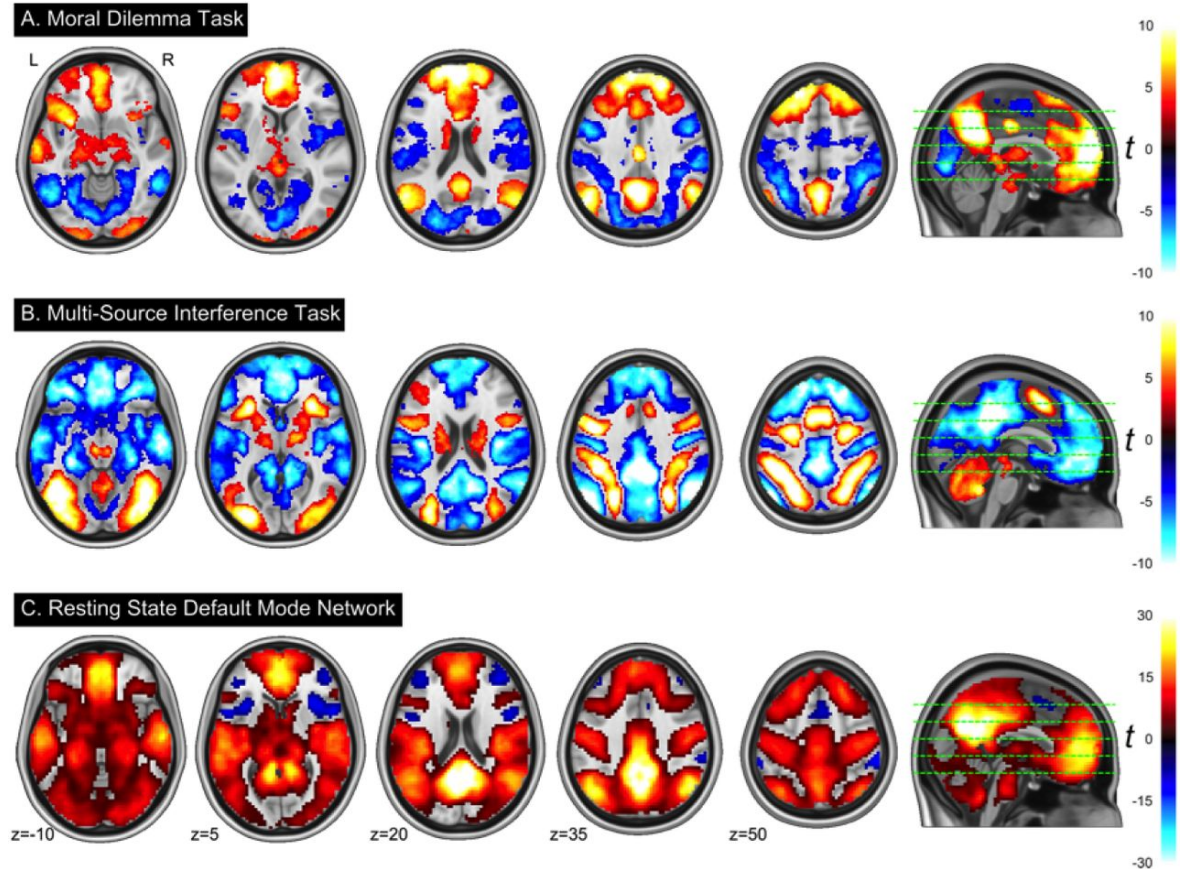 A. Moral Dilemma Task
L
R
10
5
t
0
-5
-10
B. Multi-Source Interference Task
10
5
t
0
-5
-10
C. Resting State Default Mode Network
30
15
t
0
-15
-30
z=-10
z=5
z=20
z=35
z=50